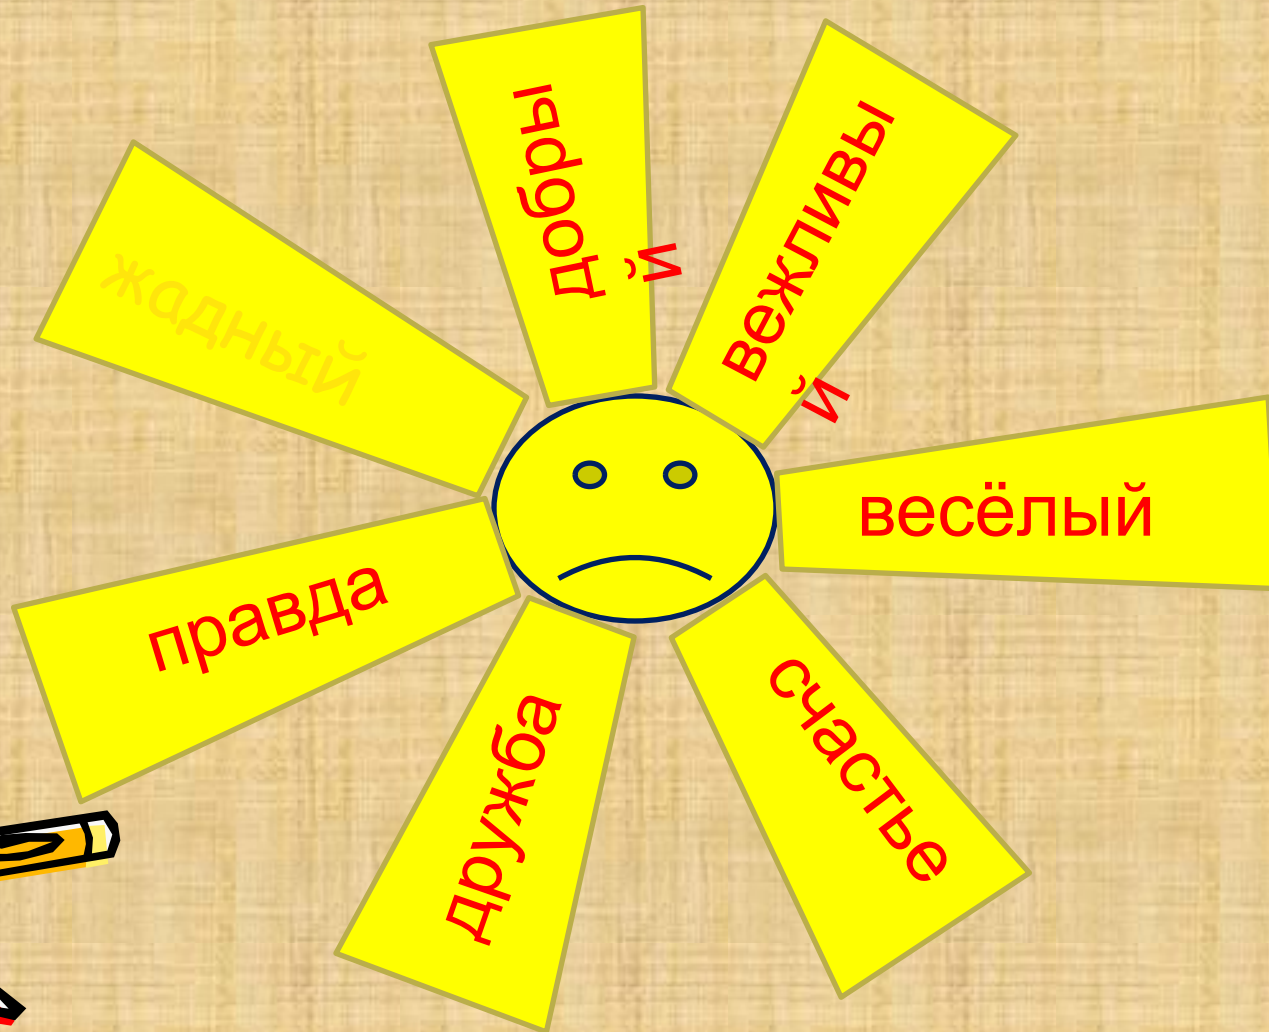 добры
й
вежливы
й
весёлый
счастье
дружба
правда
жадный